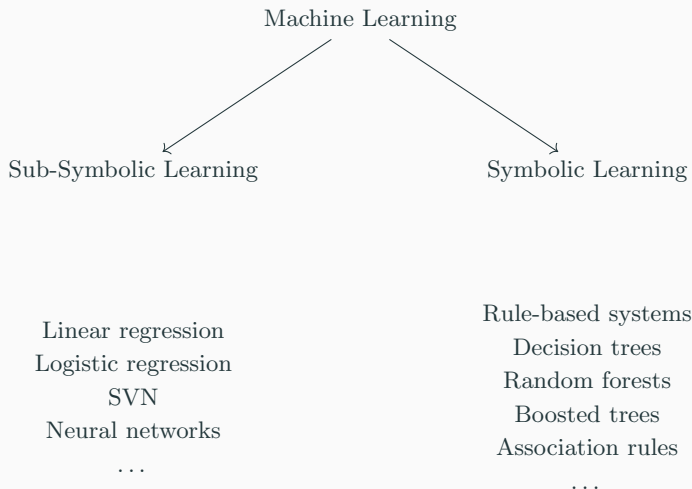 Machine Learning
Sub-Symbolic Learning
Symbolic Learning
Linear regression
Logistic regression
SVN
Neural networks
...
Rule-based systems
Decision trees
Random forests
Boosted trees
Association rules
...